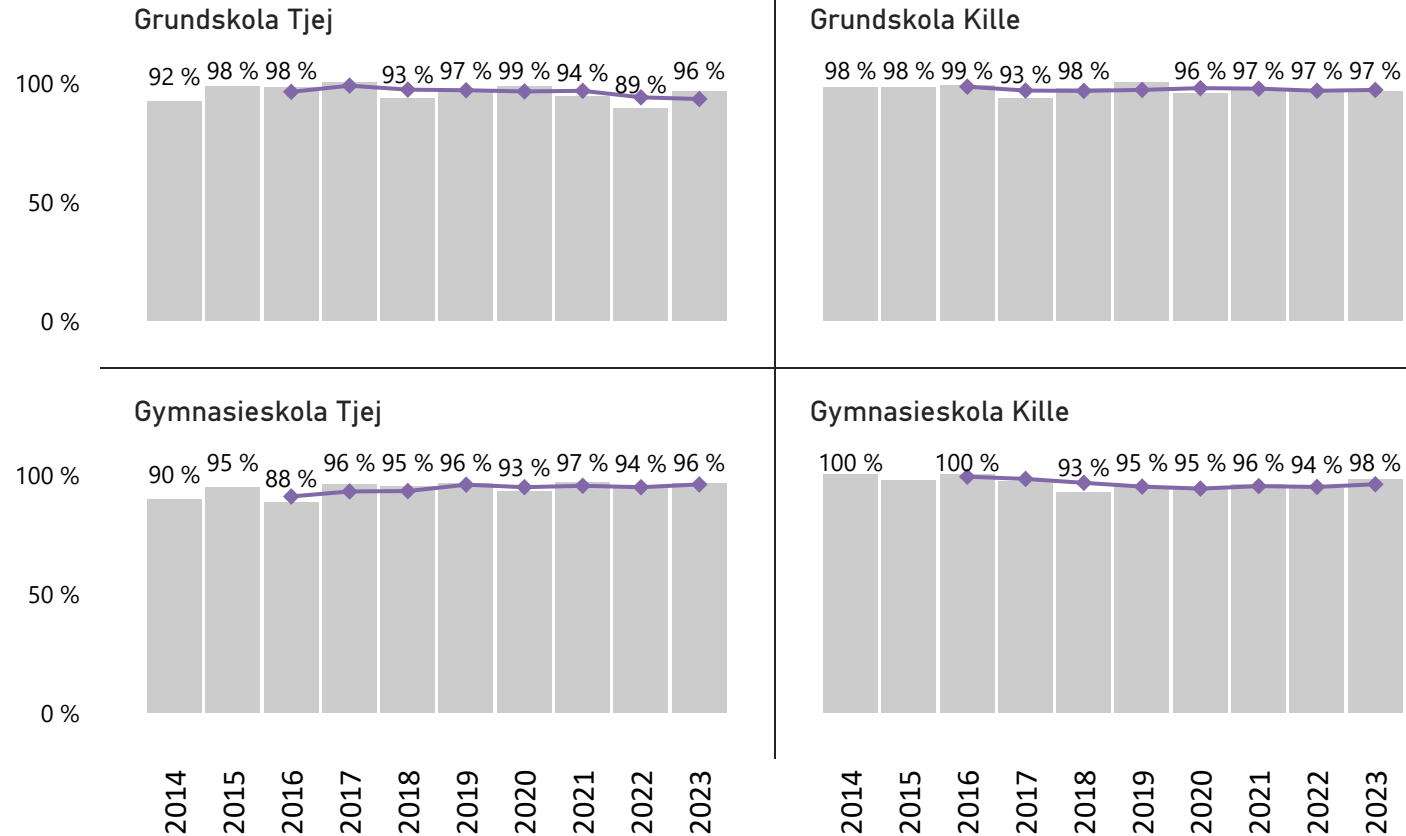 Grundskola Tjej
Grundskola Kille
92 % 98 % 98 % 93 % 97 % 99 % 94 % 89 % 96 %
98 % 98 % 99 % 93 % 98 % 96 % 97 % 97 % 97 %
100 %
50 %
0 %
Gymnasieskola Tjej
Gymnasieskola Kille
90 % 95 % 88 % 96 % 95 % 96 % 93 % 97 % 94 % 96 %
100 % 100 % 93 % 95 % 95 % 96 % 94 % 98 %
100 %
50 %
0 %
2014 2015 2016 2017 2018 2019 2020 2021 2022 2023
2014 2015 2016 2017 2018 2019 2020 2021 2022 2023